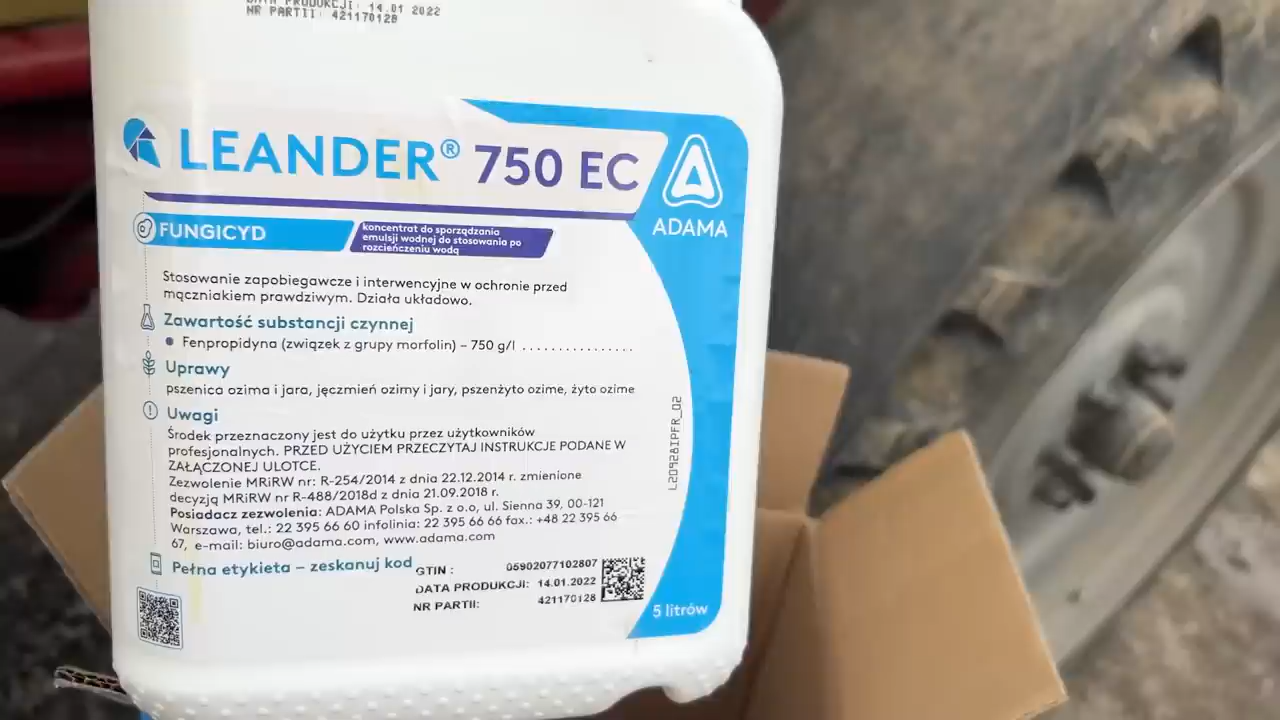 DATA PRODUKCJI: 14.01 2022
NR PARTII: 421170128
LEANDER® 750 EC
ADAMA
FUNGICYD
koncentrat do sporządzania
emulsji wodnej do stosowania po
rozcieńczeniu wodą
Stosowanie zapobiegawcze i interwencyjne w ochronie przed
mączniakiem prawdziwym. Działa układowo.
Zawartość substancji czynnej
Fenpropidyna (związek z grupy morfolin) – 750 g/l ....................
Uprawy
pszenica ozima i jara, jęczmień ozimy i jary, pszenżyto ozime, żyto ozime
Uwagi
Środek przeznaczony jest do użytku przez użytkowników
profesjonalnych. PRZED UŻYCIEM PRZECZYTAJ INSTRUKCJE PODANE W
ZAŁĄCZONEJ ULOTCE.
Zezwolenie MRiRW nr: R-254/2014 z dnia 22.12.2014 r. zmienione
decyzją MRiRW nr R-488/2018d z dnia 21.09.2018 r.
Posiadacz zezwolenia: ADAMA Polska Sp. z o.o, ul. Sienna 39, 00-121
Warszawa, tel.: 22 395 66 60 infolinia: 22 395 66 66 fax.: +48 22 395 66
67, e-mail: biuro@adama.com, www.adama.com
Pełna etykieta – zeskanuj kod
GTIN : 05902077102807
DATA PRODUKCJI: 14.01.2022
NR PARTII: 421170128
5 litrów
L20928IPFR_02